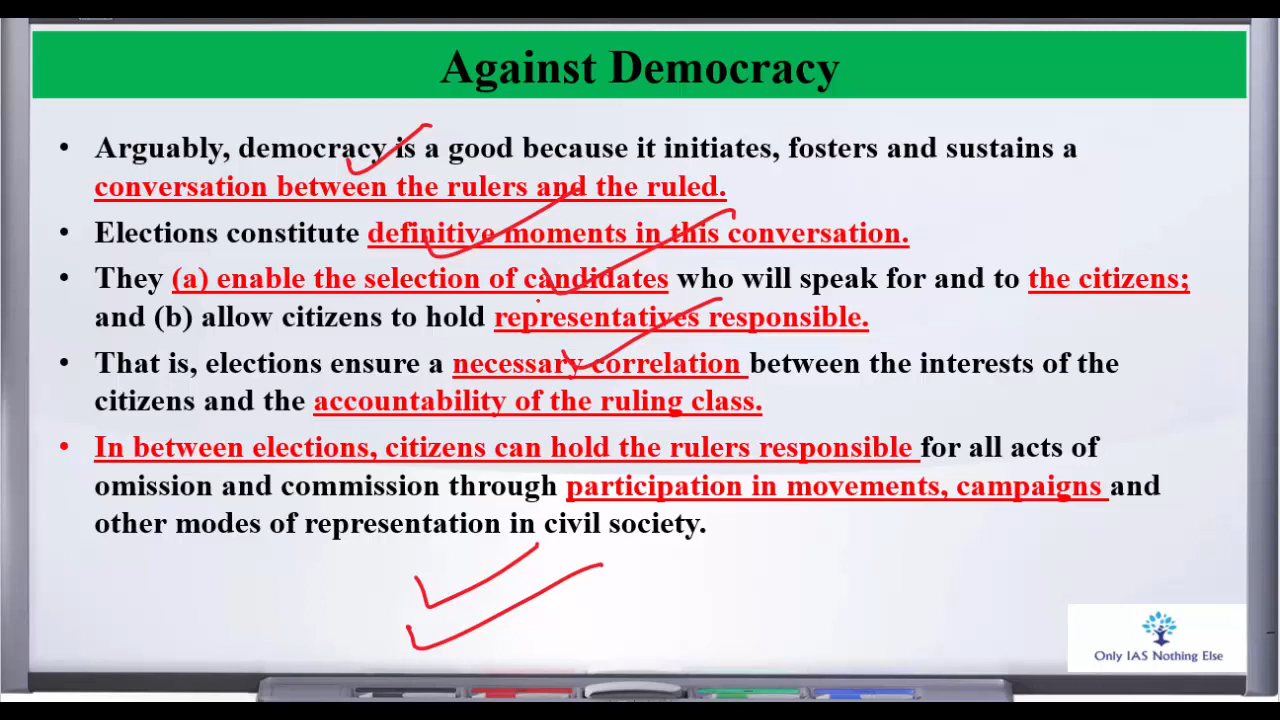 Against Democracy
• Arguably, democracy is a good because it initiates, fosters and sustains a
conversation between the rulers and the ruled.
• Elections constitute definitive moments in this conversation.
• They (a) enable the selection of candidates who will speak for and to the citizens;
and (b) allow citizens to hold representatives responsible.
• That is, elections ensure a necessary correlation between the interests of the
citizens and the accountability of the ruling class.
• In between elections, citizens can hold the rulers responsible for all acts of
omission and commission through participation in movements, campaigns and
other modes of representation in civil society.
Only IAS Nothing Else